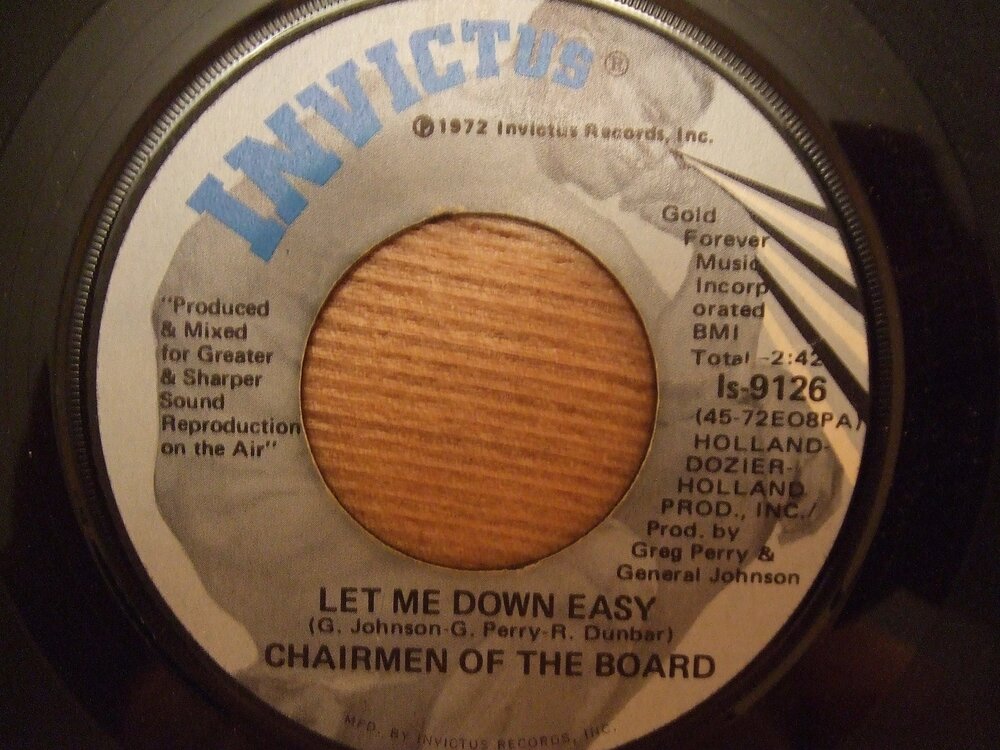 INVICTUS®
℗1972 Invictus Records, Inc.
"Produced
& Mixed
for Greater
& Sharper
Sound
Reproduction
on the Air"
Gold
Forever
Music
Incorp
orated
BMI
Total -2:42
Is-9126
(45-72EO8PA)
HOLLAND-
DOZIER-
HOLLAND
PROD., INC./
Prod. by
Greg Perry &
General Johnson
LET ME DOWN EASY
(G. Johnson-G. Perry-R. Dunbar)
CHAIRMEN OF THE BOARD
MFD. BY INVICTUS RECORDS, INC.